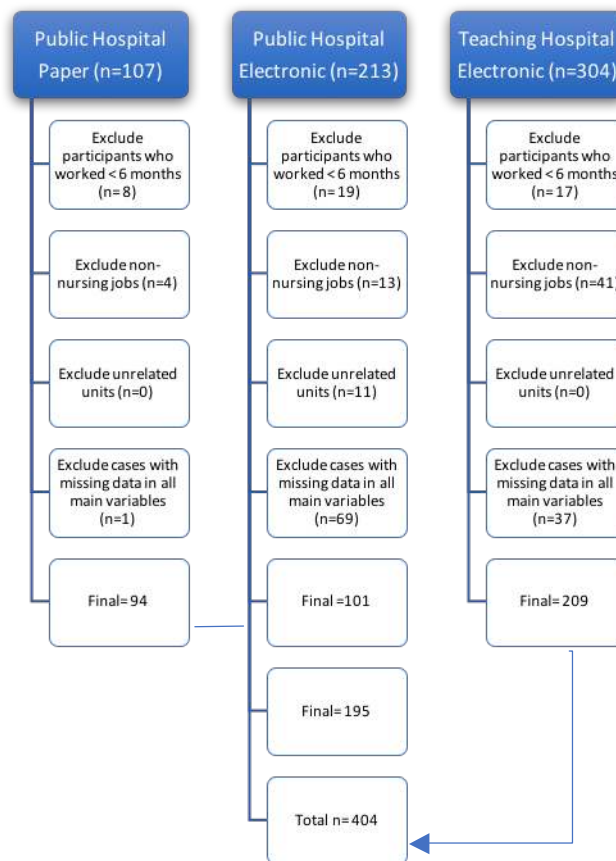 Public Hospital
Paper (n=107)
Exclude
participants who
worked < 6 months
(n= 8)
Exclude non-
nursing jobs (n=4)
Exclude unrelated
units (n=0)
Exclude cases with
missing data in all
main variables
(n=1)
Final= 94
Public Hospital
Electronic (n=213)
Exclude
participants who
worked < 6 months
(n= 19)
Exclude non-
nursing jobs (n=13)
Exclude unrelated
units (n=11)
Exclude cases with
missing data in all
main variables
(n=69)
Final =101
Final= 195
Total n= 404
Teaching Hospital
Electronic (n=304)
Exclude
participants who
worked < 6 months
(n= 17)
Exclude non-
nursing jobs (n=41)
Exclude unrelated
units (n=0)
Exclude cases with
missing data in all
main variables
(n=37)
Final= 209